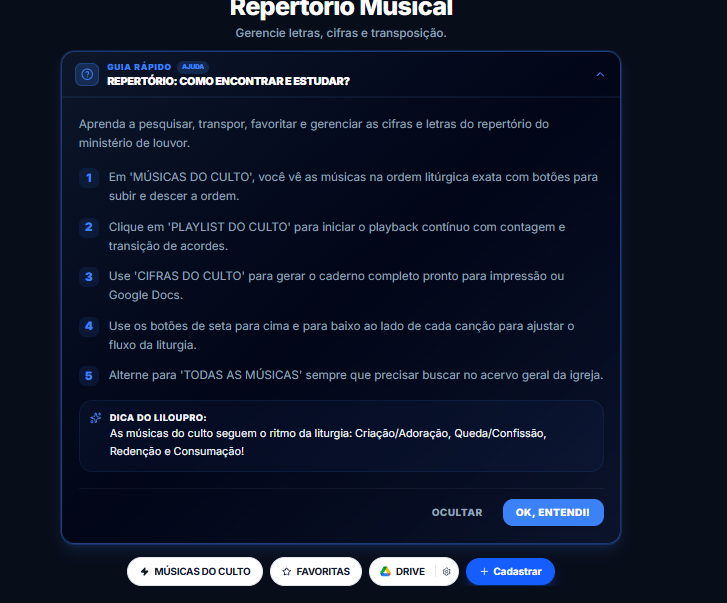 Repertório Musical
Gerencie letras, cifras e transposição.
GUIA RÁPIDO AJUDA
REPERTÓRIO: COMO ENCONTRAR E ESTUDAR?
Aprenda a pesquisar, transpor, favoritar e gerenciar as cifras e letras do repertório do
ministério de louvor.
1 Em 'MÚSICAS DO CULTO', você vê as músicas na ordem litúrgica exata com botões para
subir e descer a ordem.
2 Clique em 'PLAYLIST DO CULTO' para iniciar o playback contínuo com contagem e
transição de acordes.
3 Use 'CIFRAS DO CULTO' para gerar o caderno completo pronto para impressão ou
Google Docs.
4 Use os botões de seta para cima e para baixo ao lado de cada canção para ajustar o
fluxo da liturgia.
5 Alterne para 'TODAS AS MÚSICAS' sempre que precisar buscar no acervo geral da igreja.
DICA DO LILOUPRO:
As músicas do culto seguem o ritmo da liturgia: Criação/Adoração, Queda/Confissão,
Redenção e Consumação!
OCULTAR OK, ENTENDI!
MÚSICAS DO CULTO FAVORITAS DRIVE + Cadastrar